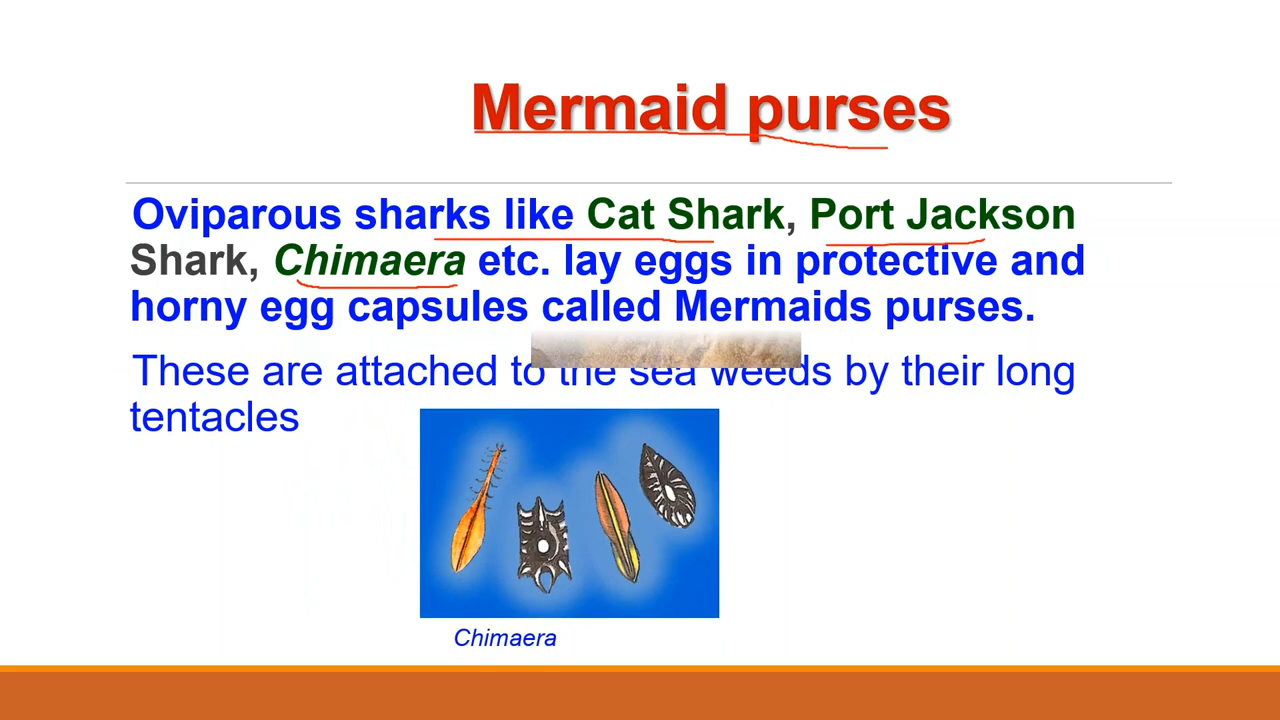 Mermaid purses
Oviparous sharks like Cat Shark, Port Jackson
Shark, Chimaera etc. lay eggs in protective and
horny egg capsules called Mermaids purses.
These are attached to the sea weeds by their long
tentacles
Chimaera